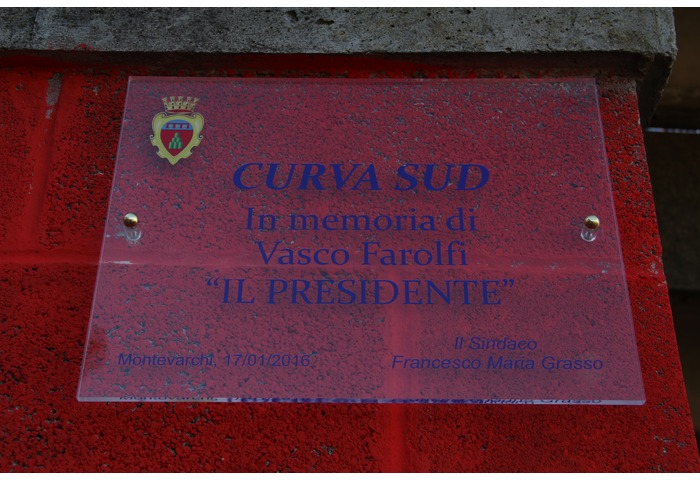 CURVA SUD
In memoria di
Vasco Farolfi
"IL PRESIDENTE"
Il Sindaco
Montevarchi, 17/01/2016
Francesco Maria Grasso